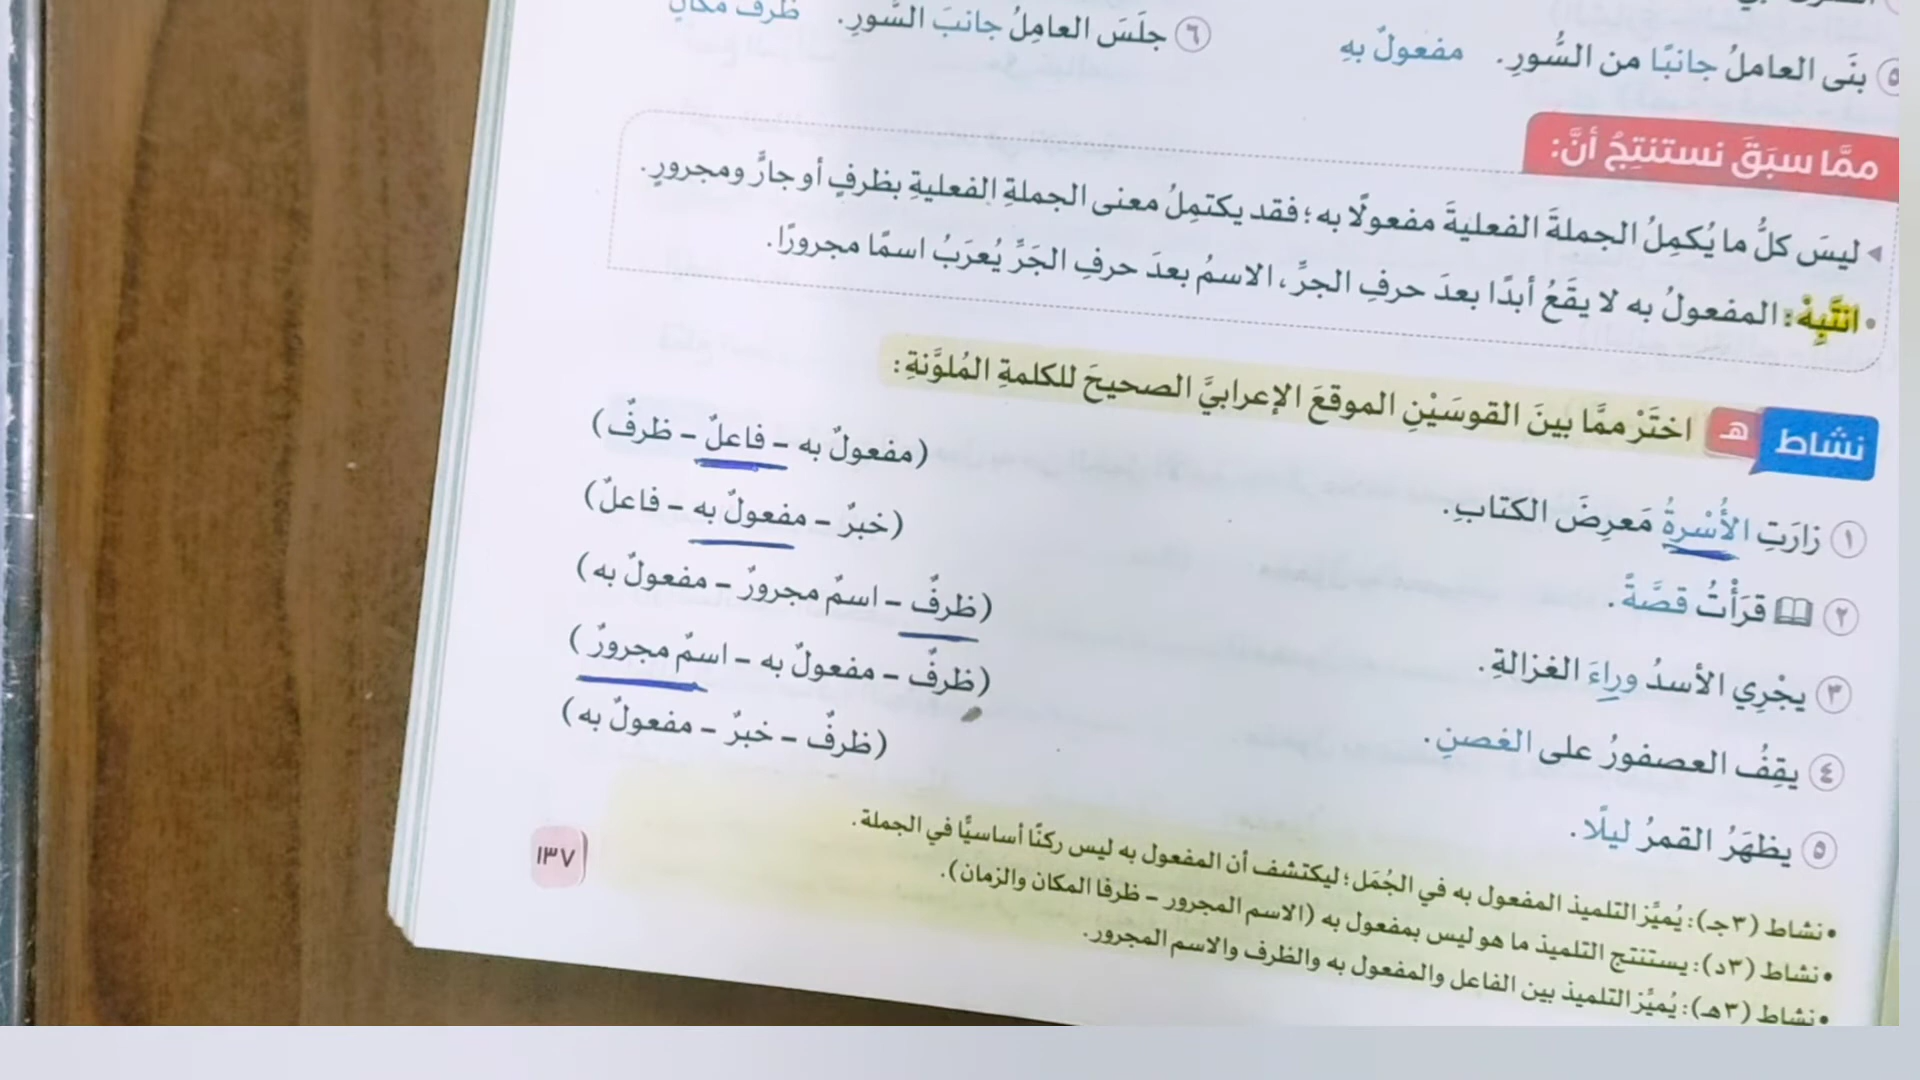 ٥ بنَى العاملُ جانبًا من السُّورِ. مفعولٌ بهِ
٦ جلَسَ العامِلُ جانبَ السُّورِ. ظرف مكانٍ
ممَّا سبَقَ نستنتِجُ أنَّ:
ليسَ كلُّ ما يُكمِلُ الجملةَ الفعليةَ مفعولًا به؛ فقد يكتمِلُ معنى الجملةِ الفعليةِ بظرفٍ أو جارٍّ ومجرورٍ.
• انتَبِهْ: المفعولُ به لا يقَعُ أبدًا بعدَ حرفِ الجرِّ، الاسمُ بعدَ حرفِ الجَرِّ يُعرَبُ اسمًا مجرورًا.
نشاط هـ اختَرْ ممَّا بينَ القوسَيْنِ الموقعَ الإعرابيَّ الصحيحَ للكلمةِ المُلوَّنةِ:
١ زارَتِ الأُسْرةُ مَعرِضَ الكتابِ. (مفعولٌ به – فاعلٌ – ظرفٌ)
٢ قرَأْتُ قصَّةً. (خبرٌ – مفعولٌ به – فاعلٌ)
٣ يجْرِي الأسدُ وراءَ الغزالةِ. (ظرفٌ – اسمٌ مجرورٌ – مفعولٌ به)
٤ يقِفُ العصفورُ على الغصنِ. (ظرفٌ – مفعولٌ به – اسمٌ مجرورٌ)
٥ يظهَرُ القمرُ ليلًا. (ظرفٌ – خبرٌ – مفعولٌ به)
• نشاط (٣جـ): يُميِّز التلميذ المفعول به في الجُمَل؛ ليكتشف أن المفعول به ليس ركنًا أساسيًّا في الجملة.
• نشاط (٣د): يستنتج التلميذ ما هو ليس بمفعول به (الاسم المجرور – ظرفا المكان والزمان).
• نشاط (٣هـ): يُميِّز التلميذ بين الفاعل والمفعول به والظرف والاسم المجرور.
١٣٧